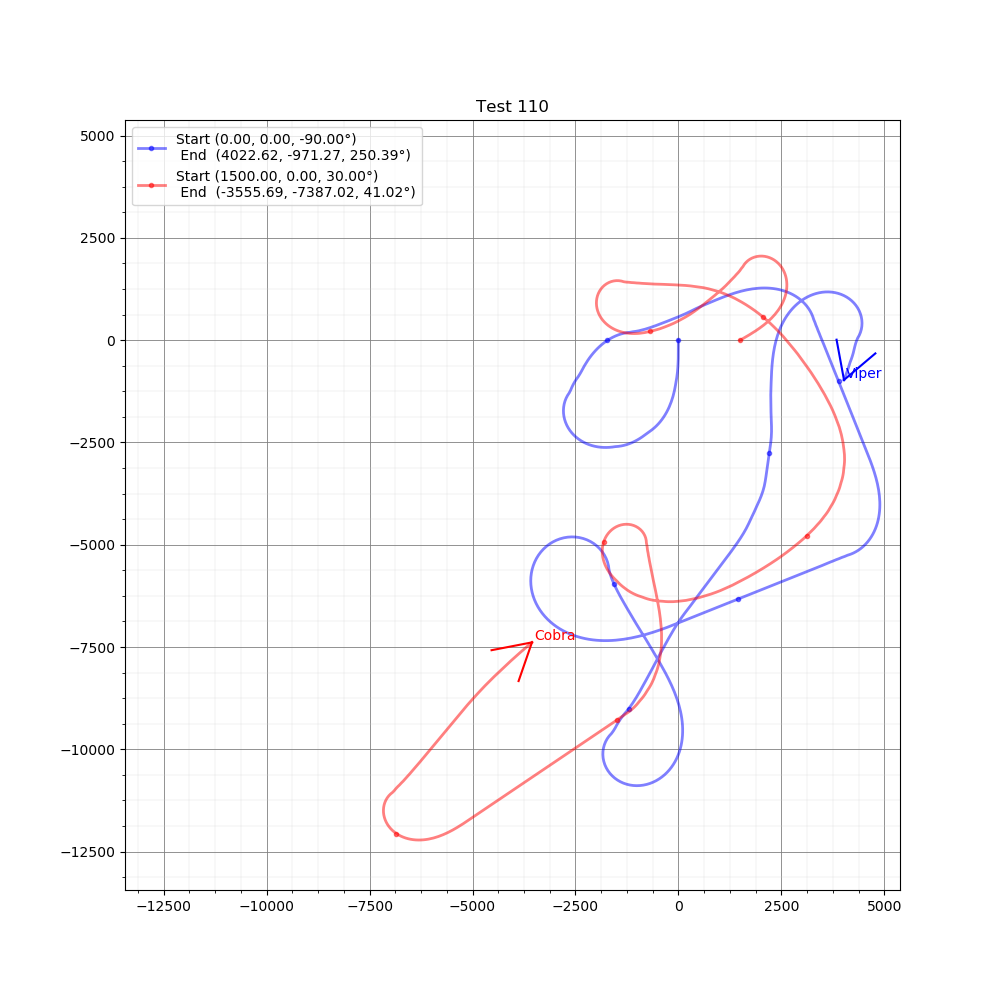 Test 110
Start (0.00, 0.00, -90.00°)
End  (4022.62, -971.27, 250.39°)
Start (1500.00, 0.00, 30.00°)
End  (-3555.69, -7387.02, 41.02°)
5000
2500
0
−2500
−5000
−7500
−10000
−12500
Viper
Cobra
−12500 −10000 −7500 −5000 −2500 0 2500 5000